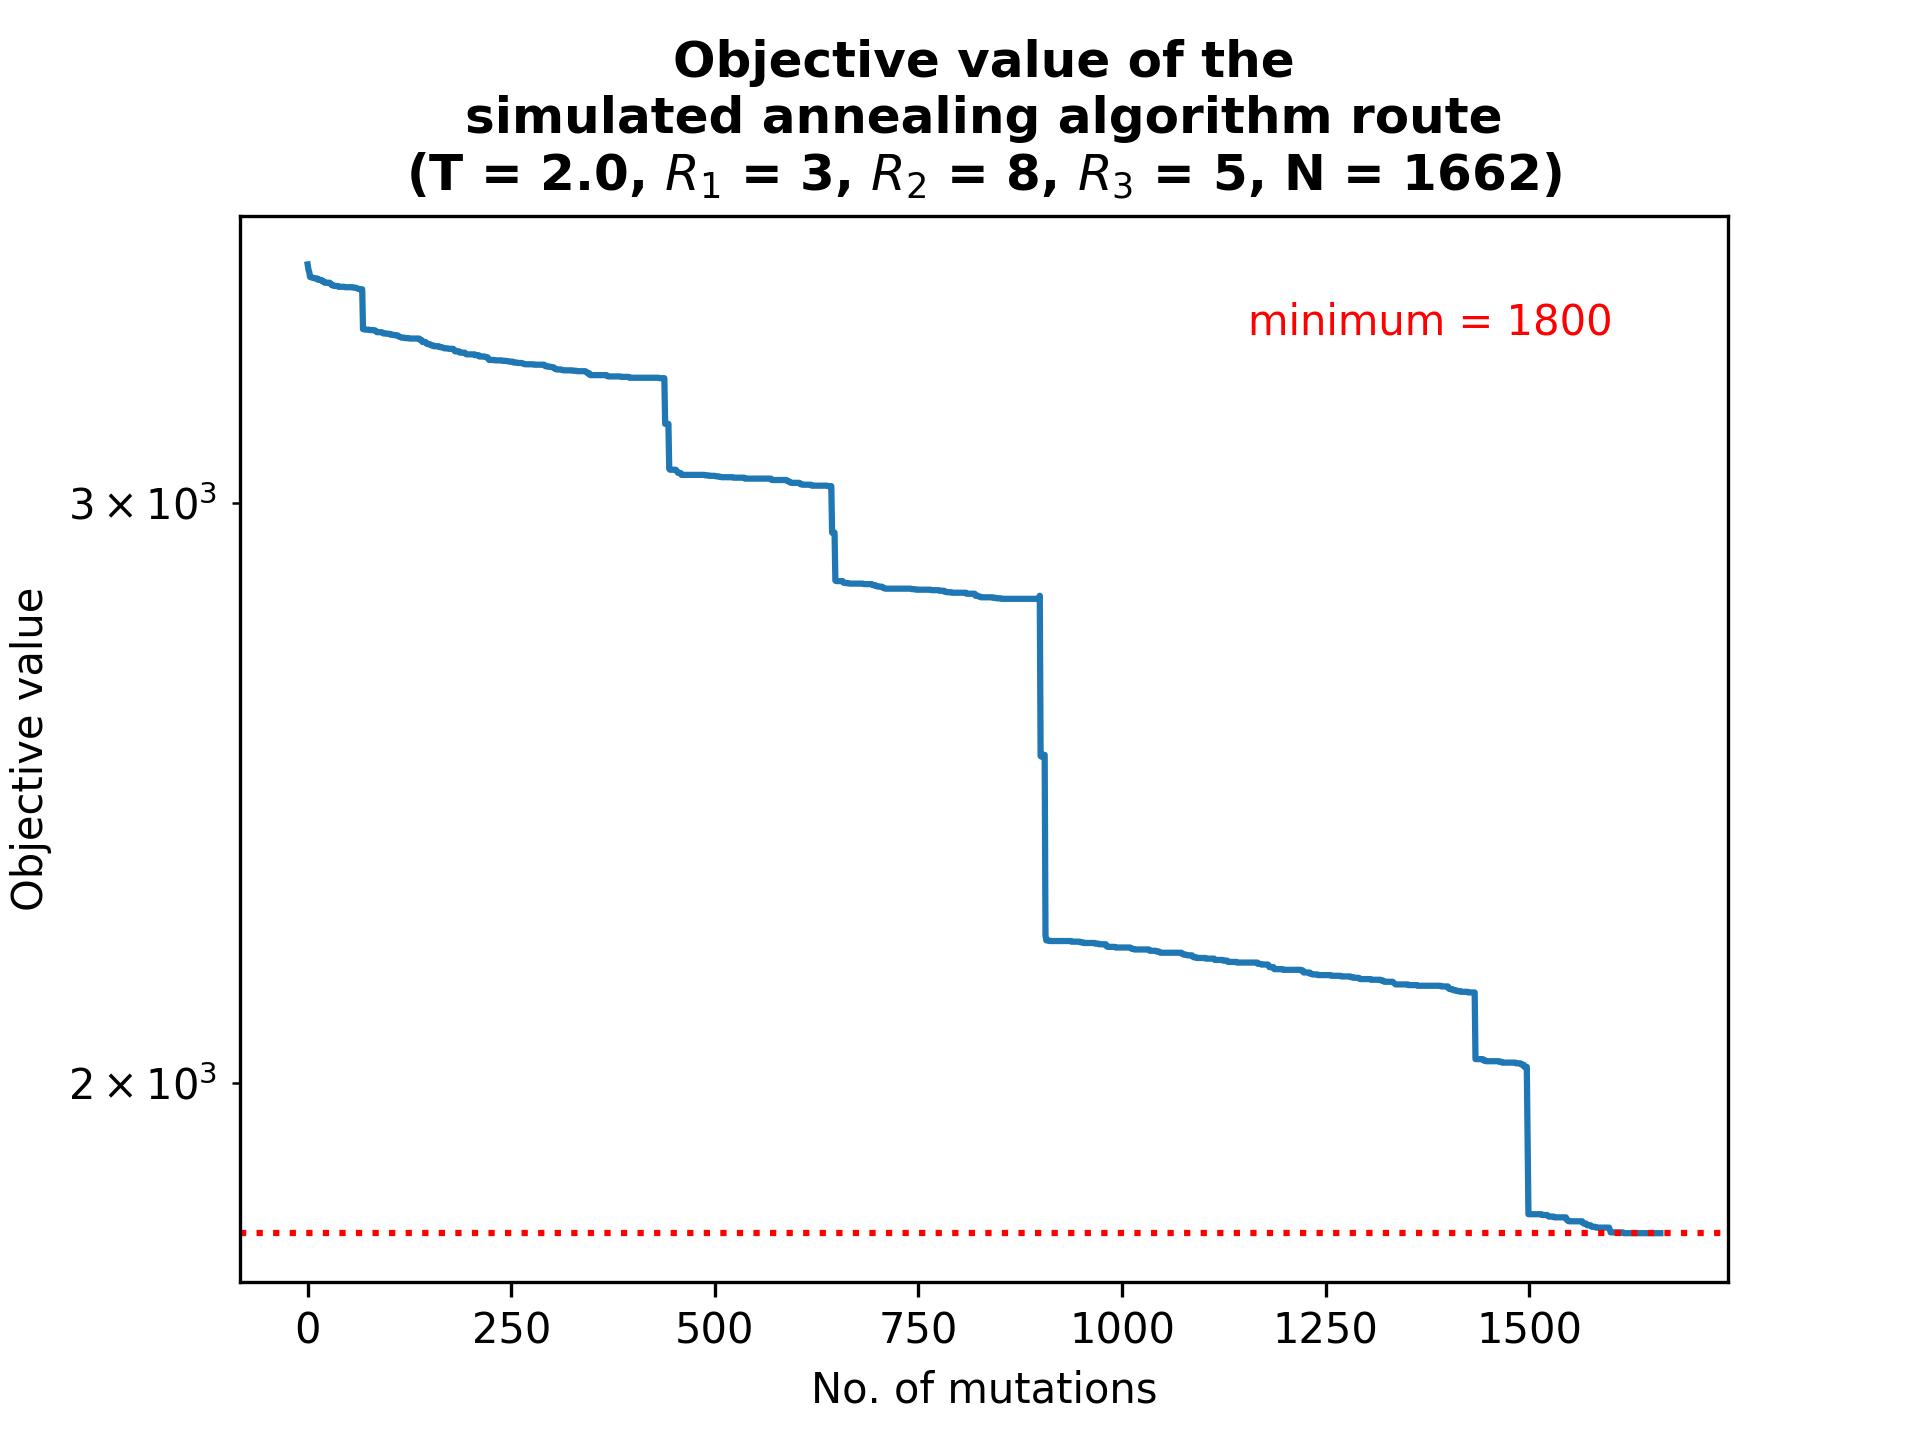 Objective value of the
simulated annealing algorithm route
(T = 2.0, R₁ = 3, R₂ = 8, R₃ = 5, N = 1662)
minimum = 1800
Objective value
3 × 10³
2 × 10³
0 250 500 750 1000 1250 1500
No. of mutations